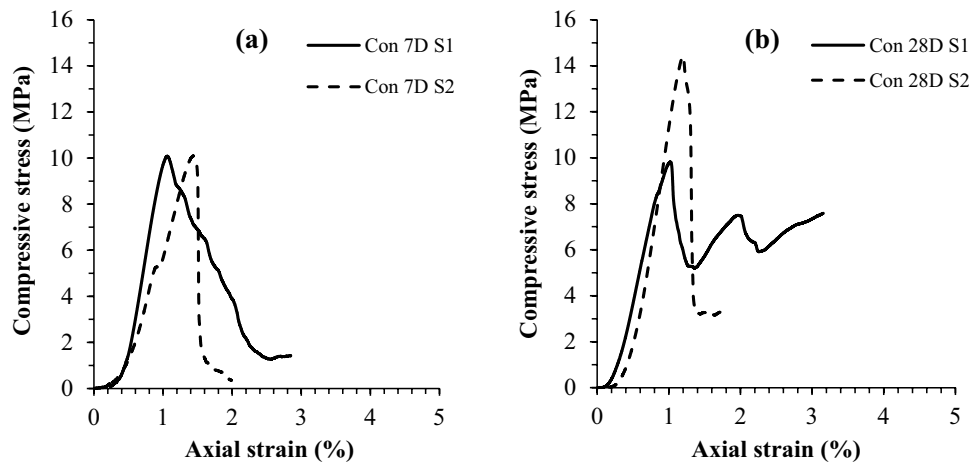 (a)
Con 7D S1
Con 7D S2
Compressive stress (MPa)
16
14
12
10
8
6
4
2
0
0 1 2 3 4 5
Axial strain (%)
(b)
Con 28D S1
Con 28D S2
Compressive stress (MPa)
16
14
12
10
8
6
4
2
0
0 1 2 3 4 5
Axial strain (%)